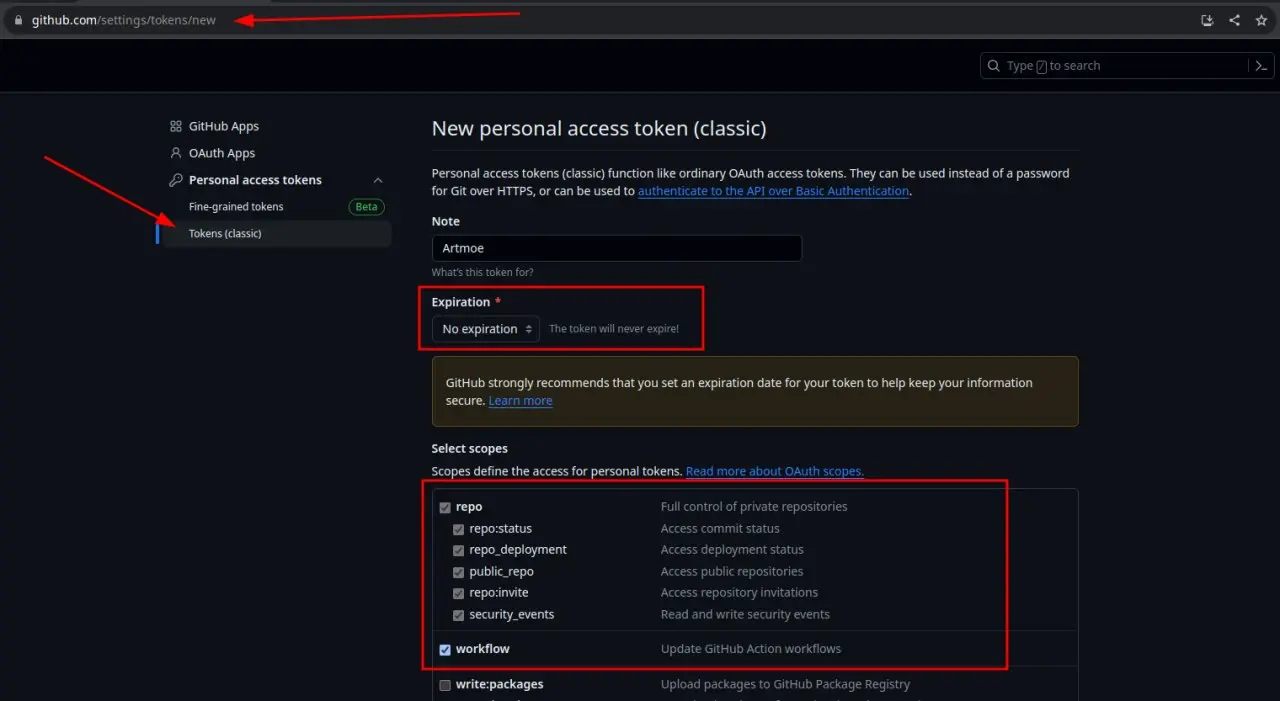 github.com/settings/tokens/new
Type / to search
GitHub Apps
OAuth Apps
Personal access tokens
Fine-grained tokens Beta
Tokens (classic)
New personal access token (classic)
Personal access tokens (classic) function like ordinary OAuth access tokens. They can be used instead of a password
for Git over HTTPS, or can be used to authenticate to the API over Basic Authentication.
Note
Artmoe
What's this token for?
Expiration *
No expiration The token will never expire!
GitHub strongly recommends that you set an expiration date for your token to help keep your information
secure. Learn more
Select scopes
Scopes define the access for personal tokens. Read more about OAuth scopes.
repo Full control of private repositories
repo:status Access commit status
repo_deployment Access deployment status
public_repo Access public repositories
repo:invite Access repository invitations
security_events Read and write security events
workflow Update GitHub Action workflows
write:packages Upload packages to GitHub Package Registry